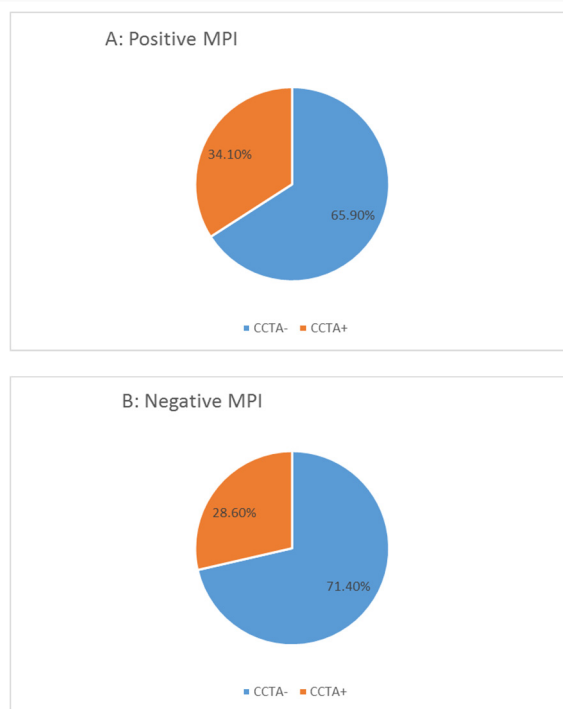 A: Positive MPI
34.10%
65.90%
CCTA- CCTA+
B: Negative MPI
28.60%
71.40%
CCTA- CCTA+